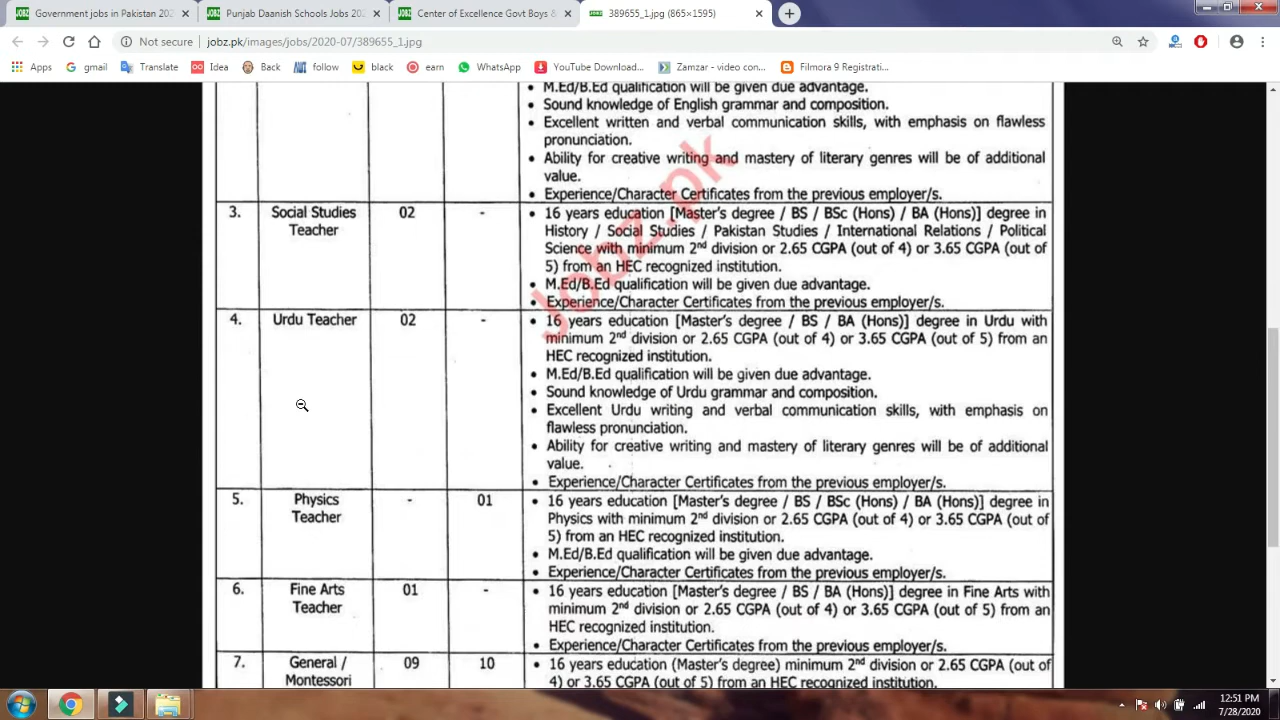 Government jobs in Pakistan 202
Punjab Daanish Schools Jobs 202
Center of Excellence Govt Boys &
389655_1.jpg (865×1595)
Not secure | jobz.pk/images/jobs/2020-07/389655_1.jpg
Apps gmail Translate Idea Back follow black earn WhatsApp YouTube Download... Zamzar - video con... Filmora 9 Registrati...
• M.Ed/B.Ed qualification will be given due advantage.
• Sound knowledge of English grammar and composition.
• Excellent written and verbal communication skills, with emphasis on flawless
pronunciation.
• Ability for creative writing and mastery of literary genres will be of additional
value.
• Experience/Character Certificates from the previous employer/s.
3. Social Studies Teacher 02 -
• 16 years education [Master's degree / BS / BSc (Hons) / BA (Hons)] degree in
History / Social Studies / Pakistan Studies / International Relations / Political
Science with minimum 2nd division or 2.65 CGPA (out of 4) or 3.65 CGPA (out of
5) from an HEC recognized institution.
• M.Ed/B.Ed qualification will be given due advantage.
• Experience/Character Certificates from the previous employer/s.
4. Urdu Teacher 02 -
• 16 years education [Master's degree / BS / BA (Hons)] degree in Urdu with
minimum 2nd division or 2.65 CGPA (out of 4) or 3.65 CGPA (out of 5) from an
HEC recognized institution.
• M.Ed/B.Ed qualification will be given due advantage.
• Sound knowledge of Urdu grammar and composition.
• Excellent Urdu writing and verbal communication skills, with emphasis on
flawless pronunciation.
• Ability for creative writing and mastery of literary genres will be of additional
value.
• Experience/Character Certificates from the previous employer/s.
5. Physics Teacher - 01
• 16 years education [Master's degree / BS / BSc (Hons) / BA (Hons)] degree in
Physics with minimum 2nd division or 2.65 CGPA (out of 4) or 3.65 CGPA (out of
5) from an HEC recognized institution.
• M.Ed/B.Ed qualification will be given due advantage.
• Experience/Character Certificates from the previous employer/s.
6. Fine Arts Teacher 01 -
• 16 years education [Master's degree / BS / BA (Hons)] degree in Fine Arts with
minimum 2nd division or 2.65 CGPA (out of 4) or 3.65 CGPA (out of 5) from an
HEC recognized institution.
• Experience/Character Certificates from the previous employer/s.
7. General / Montessori 09 10
• 16 years education (Master's degree) minimum 2nd division or 2.65 CGPA (out of
4) or 3.65 CGPA (out of 5) from an HEC recognized institution.
Jobz.pk
12:51 PM
7/28/2020